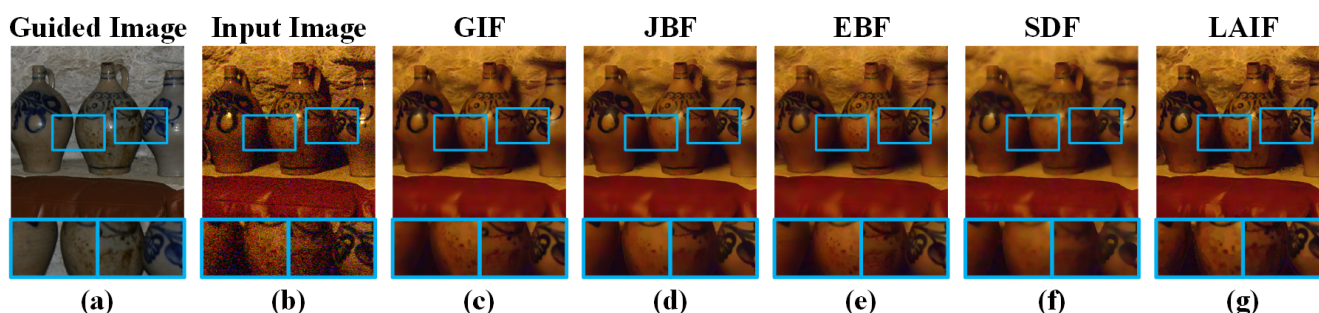 Guided Image Input Image GIF JBF EBF SDF LAIF
(a) (b) (c) (d) (e) (f) (g)